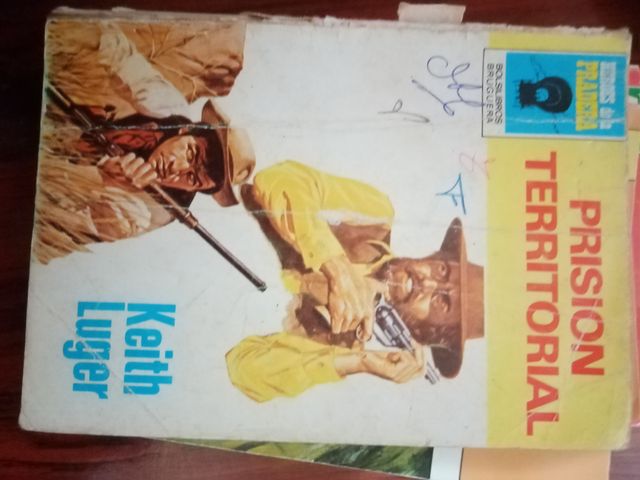 HEROES de la
PRADERA
BOLSILIBROS
BRUGUERA
PRISION
TERRITORIAL
Keith
Luger